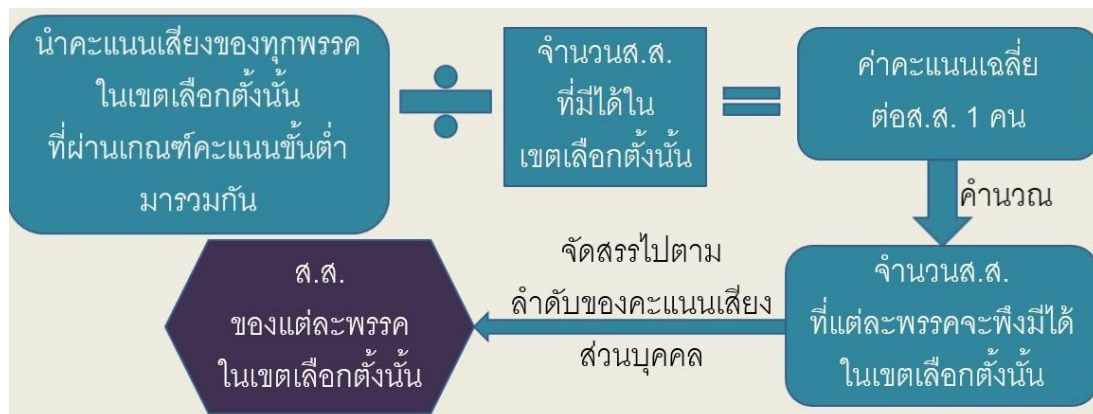 นำคะแนนเสียงของทุกพรรค
ในเขตเลือกตั้งนั้น
ที่ผ่านเกณฑ์คะแนนขั้นต่ำ
มารวมกัน
จำนวนส.ส.
ที่มีได้ใน
เขตเลือกตั้งนั้น
ค่าคะแนนเฉลี่ย
ต่อส.ส. 1 คน
คำนวณ
จำนวนส.ส.
ที่แต่ละพรรคจะพึงมีได้
ในเขตเลือกตั้งนั้น
จัดสรรไปตาม
ลำดับของคะแนนเสียง
ส่วนบุคคล
ส.ส.
ของแต่ละพรรค
ในเขตเลือกตั้งนั้น